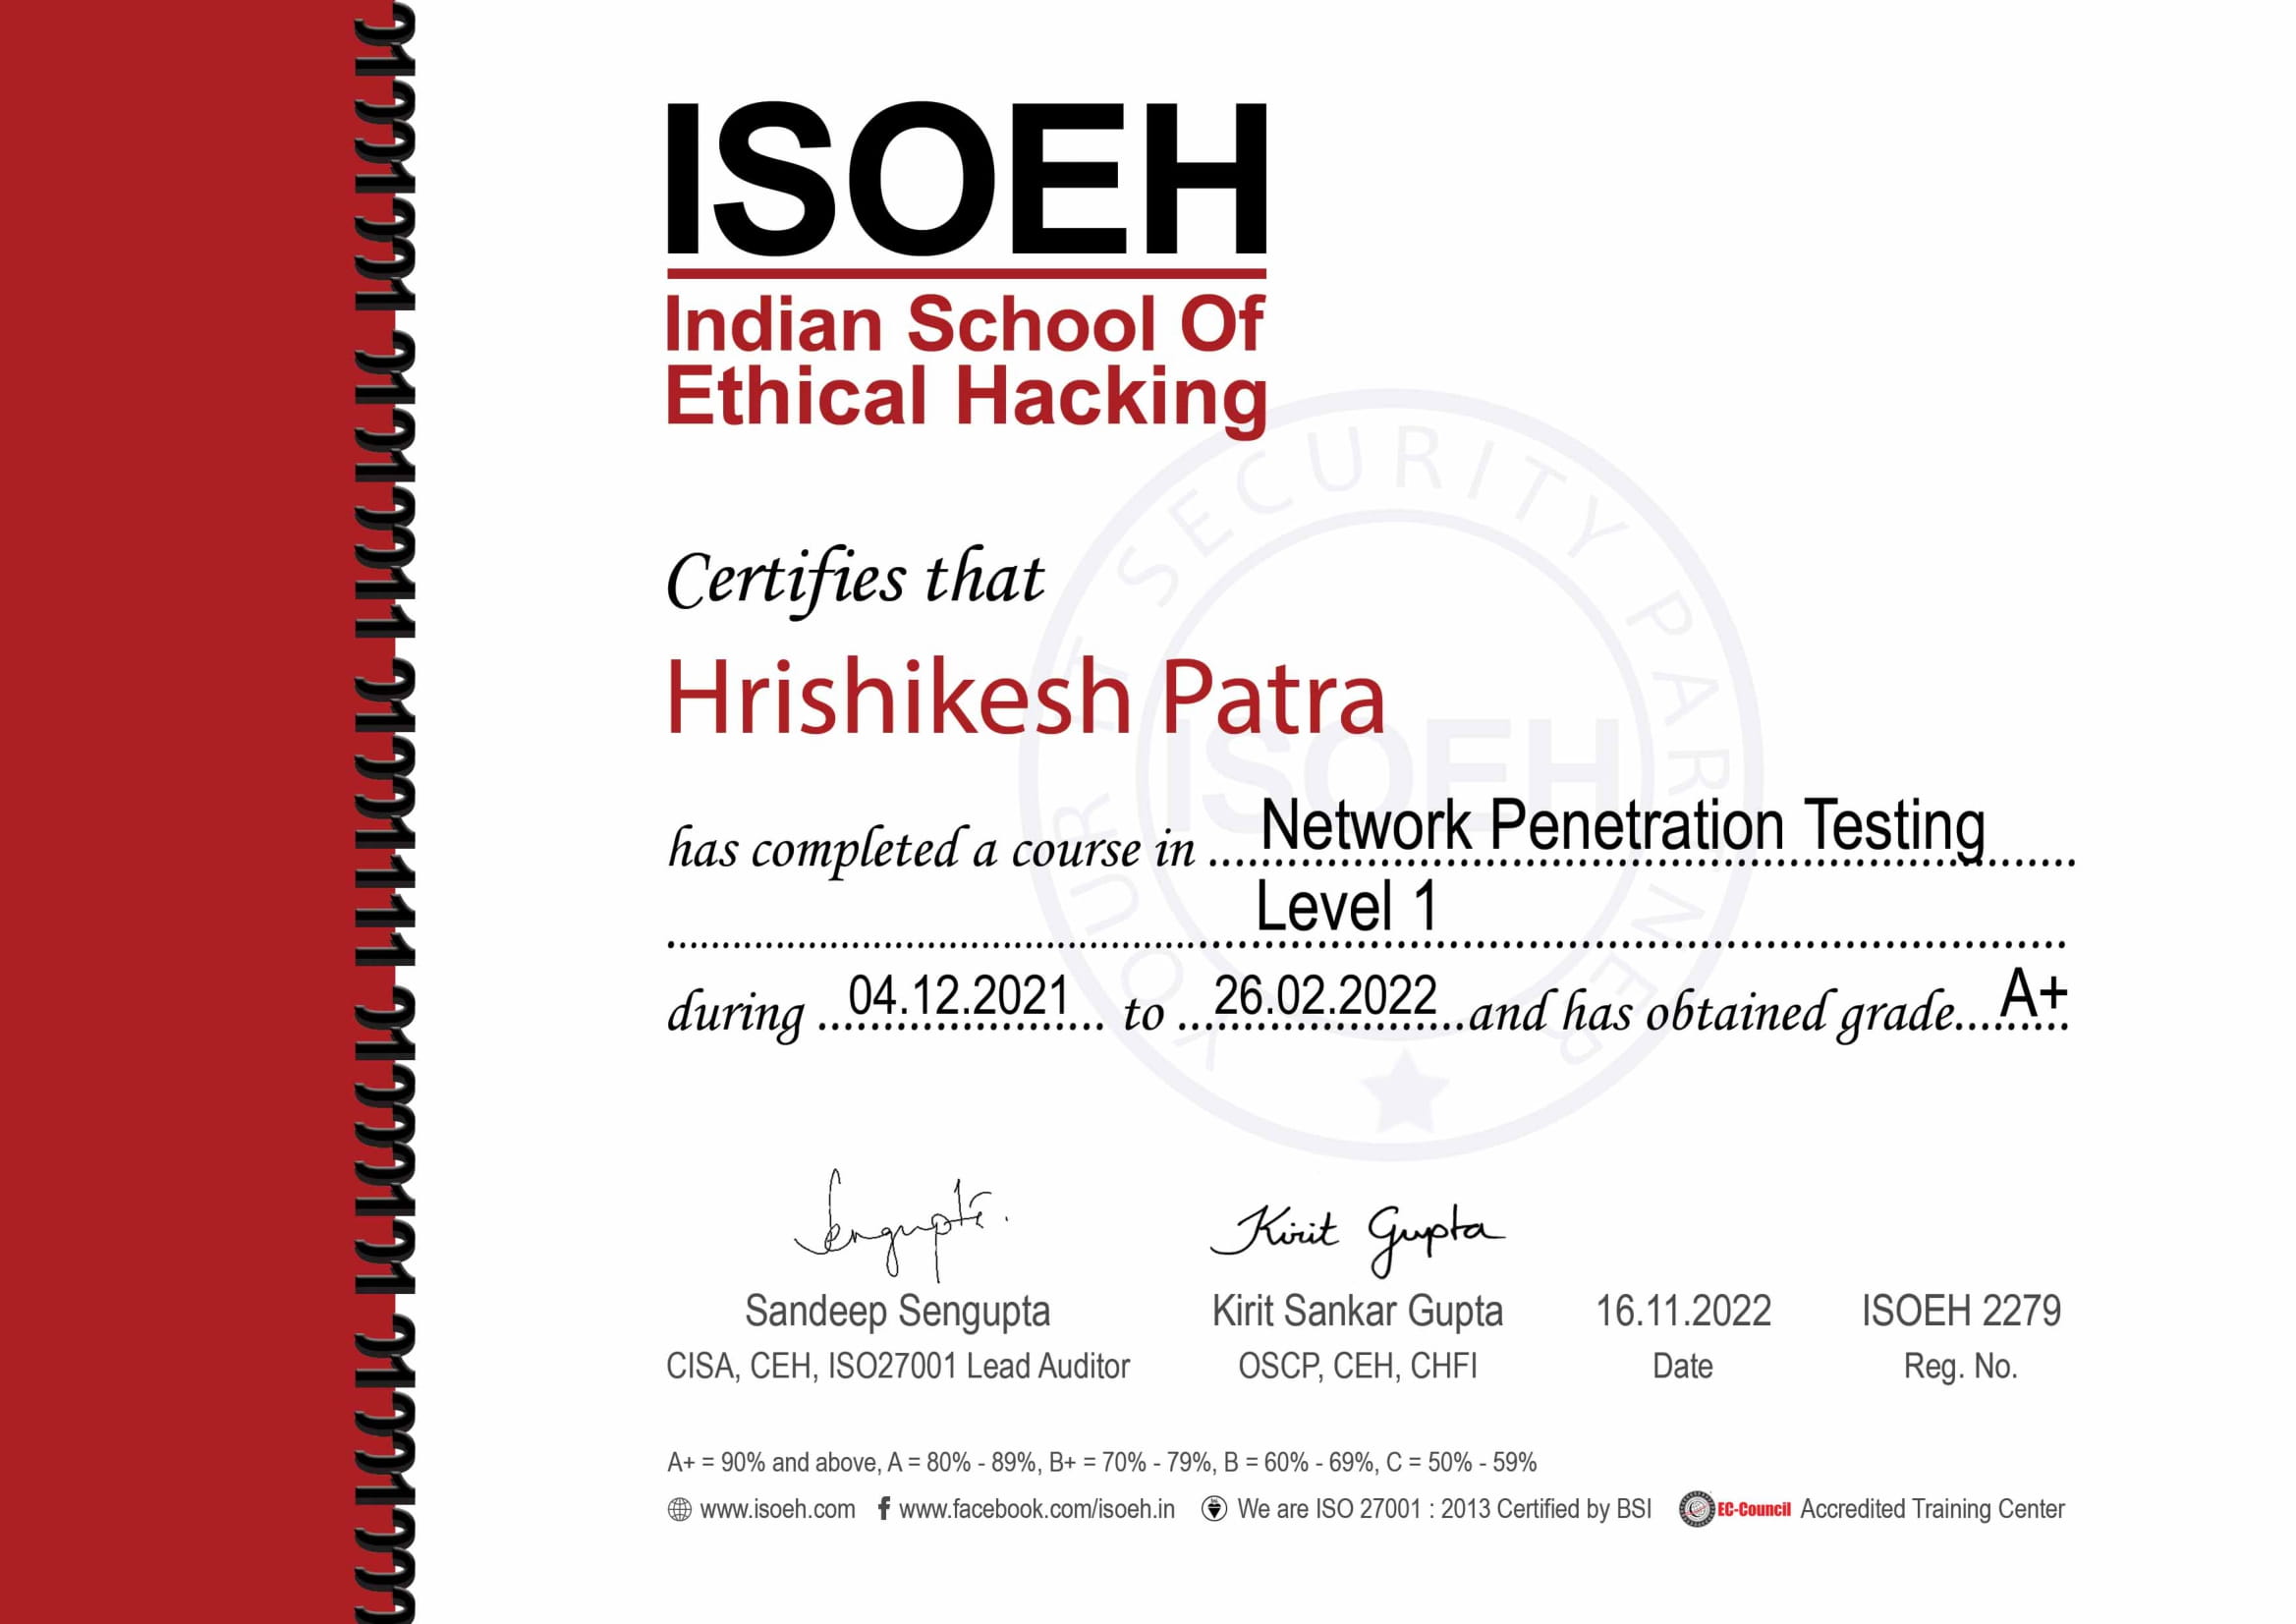 ISOEH
Indian School Of
Ethical Hacking
Certifies that
Hrishikesh Patra
has completed a course in Network Penetration Testing
Level 1
during 04.12.2021 to 26.02.2022 and has obtained grade A+
YOUR IT SECURITY PARTNER
ISOEH
Sengupta
Kirit Gupta
Sandeep Sengupta
Kirit Sankar Gupta
16.11.2022
ISOEH 2279
CISA, CEH, ISO27001 Lead Auditor
OSCP, CEH, CHFI
Date
Reg. No.
A+ = 90% and above, A = 80% - 89%, B+ = 70% - 79%, B = 60% - 69%, C = 50% - 59%
www.isoeh.com f www.facebook.com/isoeh.in We are ISO 27001 : 2013 Certified by BSI EC-Council Accredited Training Center